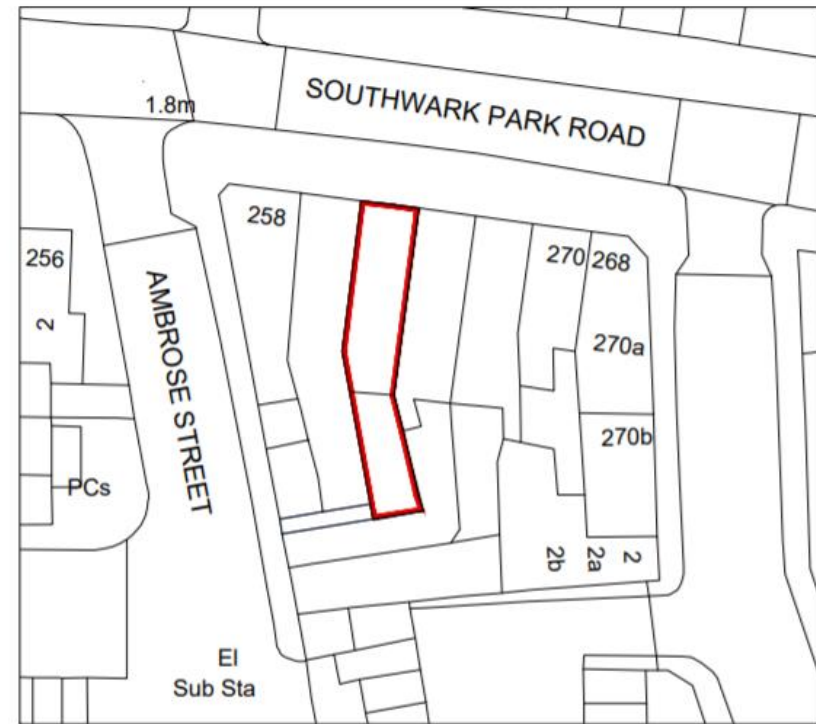 SOUTHWARK PARK ROAD
1.8m
258
256
270 268
2
AMBROSE STREET
270a
270b
PCs
2b 2a 2
El
Sub Sta